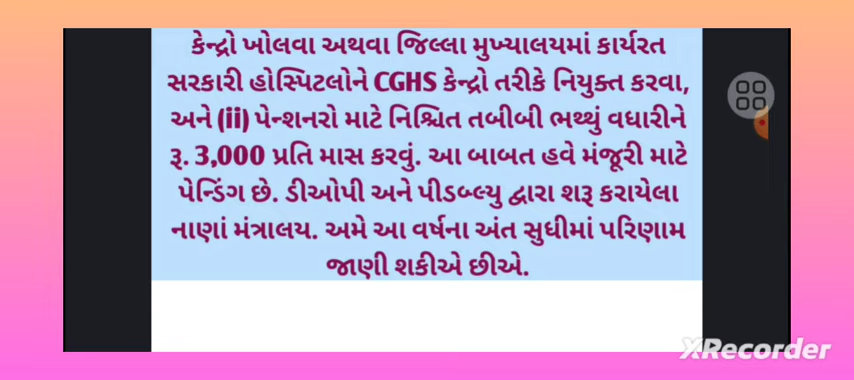 કેન્દ્રો ખોલવા અથવા જિલ્લા મુખ્યાલયમાં કાર્યરત
સરકારી હોસ્પિટલોને CGHS કેન્દ્રો તરીકે નિયુક્ત કરવા,
અને (ii) પેન્શનરો માટે નિશ્ચિત તબીબી ભથ્થું વધારીને
રૂ. 3,000 પ્રતિ માસ કરવું. આ બાબત હવે મંજૂરી માટે
પેન્ડિંગ છે. ડીઓપી અને પીડબ્લ્યુ દ્વારા શરૂ કરાયેલા
નાણાં મંત્રાલય. અમે આ વર્ષના અંત સુધીમાં પરિણામ
જાણી શકીએ છીએ.
XRecorder